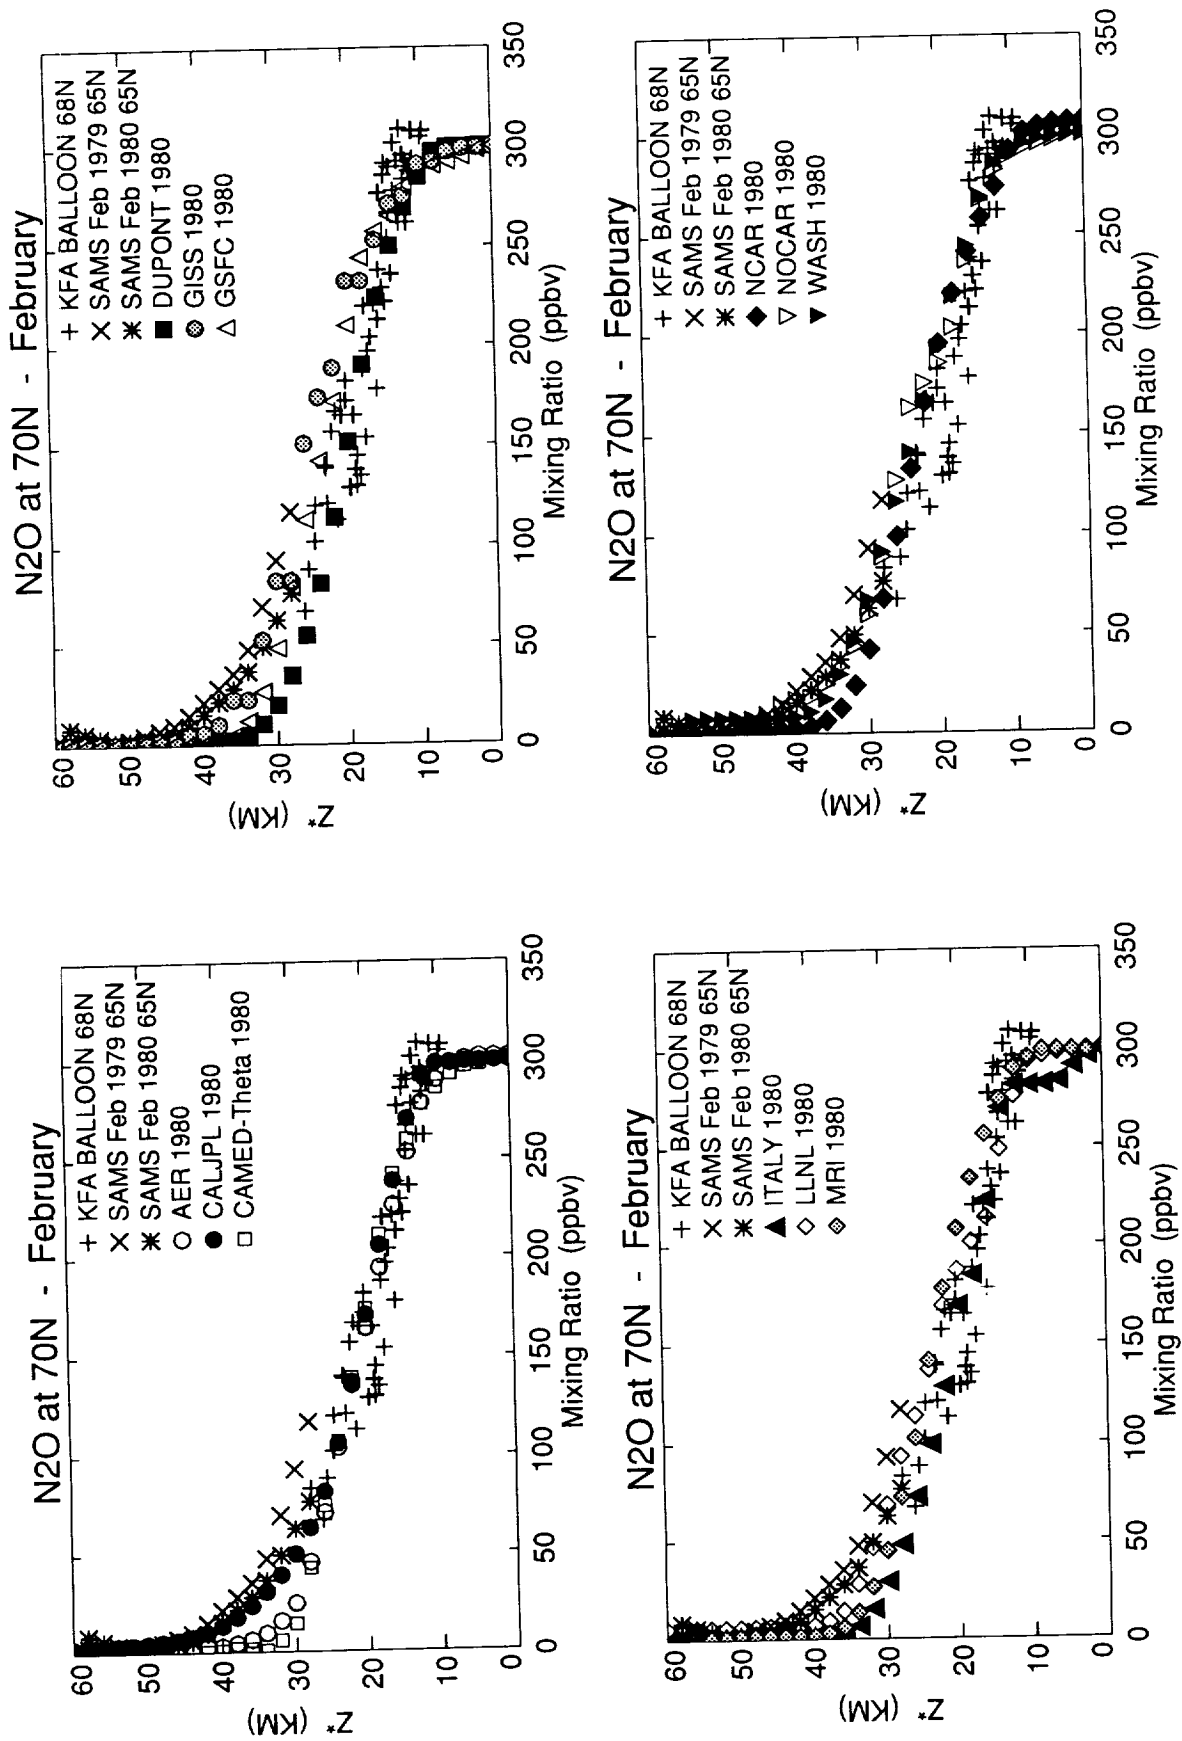 N2O at 70N - February
+ KFA BALLOON 68N
× SAMS Feb 1979 65N
✳ SAMS Feb 1980 65N
○ AER 1980
● CALJPL 1980
□ CAMED-Theta 1980
60
50
40
30
20
10
0
Z* (KM)
0
50
100
150
200
250
300
350
Mixing Ratio (ppbv)
N2O at 70N - February
+ KFA BALLOON 68N
× SAMS Feb 1979 65N
✳ SAMS Feb 1980 65N
■ DUPONT 1980
GISS 1980
△ GSFC 1980
60
50
40
30
20
10
0
Z* (KM)
0
50
100
150
200
250
300
350
Mixing Ratio (ppbv)
N2O at 70N - February
+ KFA BALLOON 68N
× SAMS Feb 1979 65N
✳ SAMS Feb 1980 65N
▲ ITALY 1980
◇ LLNL 1980
MRI 1980
60
50
40
30
20
10
0
Z* (KM)
0
50
100
150
200
250
300
350
Mixing Ratio (ppbv)
N2O at 70N - February
+ KFA BALLOON 68N
× SAMS Feb 1979 65N
✳ SAMS Feb 1980 65N
◆ NCAR 1980
▽ NOCAR 1980
▼ WASH 1980
60
50
40
30
20
10
0
Z* (KM)
0
50
100
150
200
250
300
350
Mixing Ratio (ppbv)